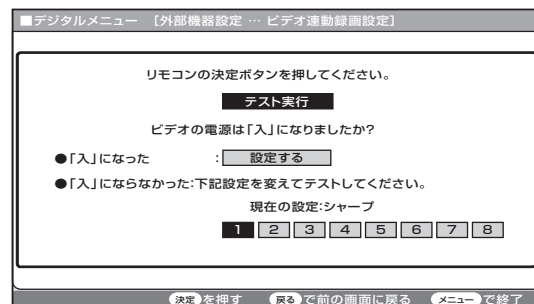 ■デジタルメニュー [外部機器設定 … ビデオ連動録画設定]
リモコンの決定ボタンを押してください。
テスト実行
ビデオの電源は「入」になりましたか?
●「入」になった :設定する
●「入」にならなかった:下記設定を変えてテストしてください。
現在の設定:シャープ
1 2 3 4 5 6 7 8
決定を押す 戻るで前の画面に戻る メニューで終了